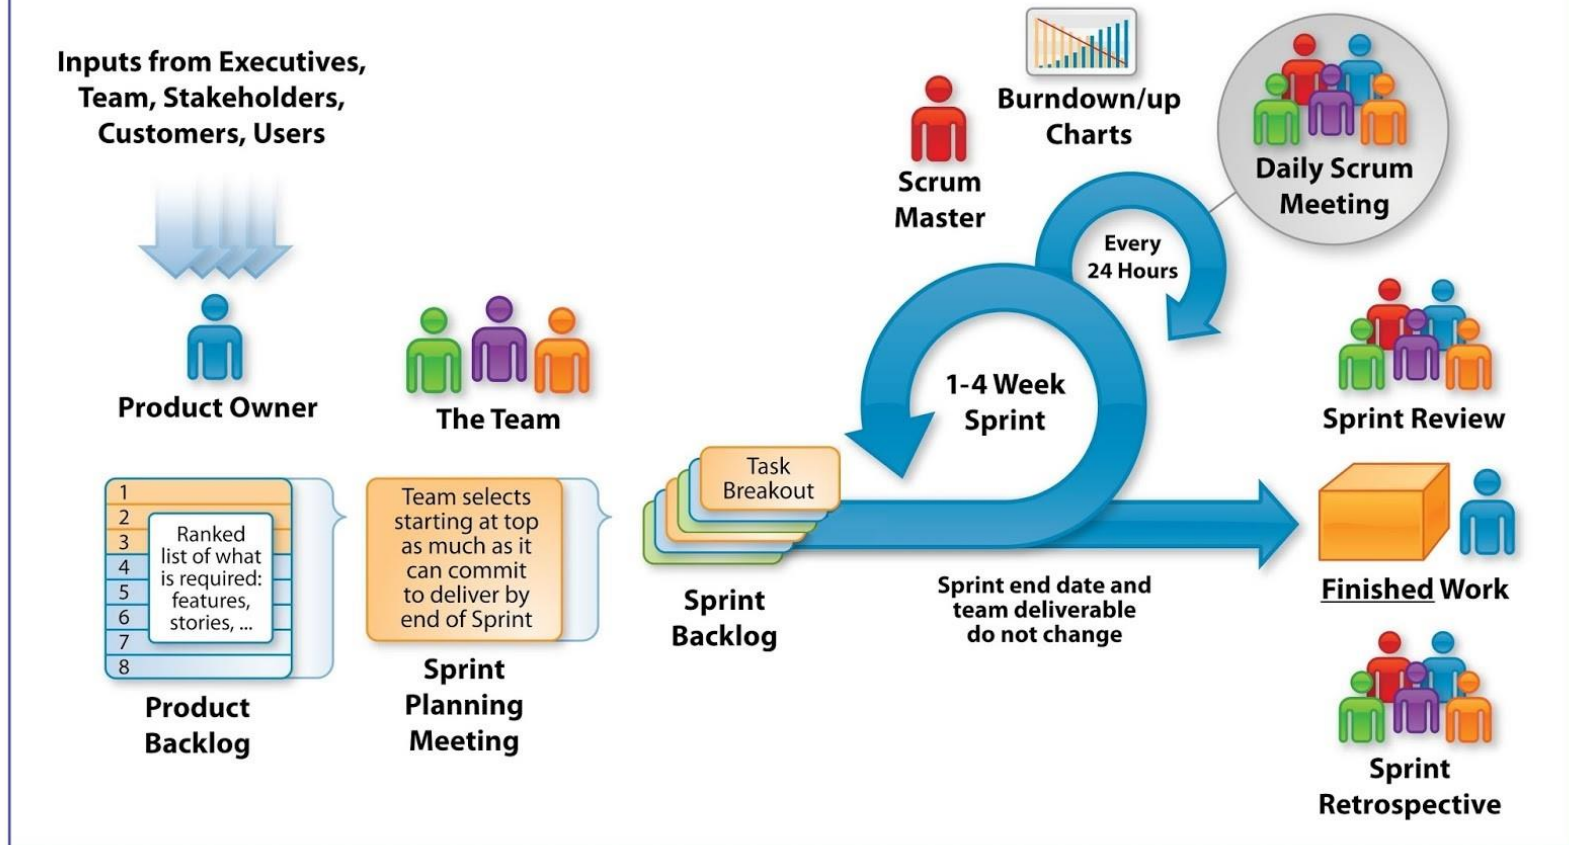 Inputs from Executives,
Team, Stakeholders,
Customers, Users
Product Owner
The Team
1
2
3
4
5
6
7
8
Ranked
list of what
is required:
features,
stories, ...
Product
Backlog
Team selects
starting at top
as much as it
can commit
to deliver by
end of Sprint
Sprint
Planning
Meeting
Task
Breakout
Sprint
Backlog
Scrum
Master
Burndown/up
Charts
Every
24 Hours
Daily Scrum
Meeting
1-4 Week
Sprint
Sprint end date and
team deliverable
do not change
Sprint Review
Finished Work
Sprint
Retrospective